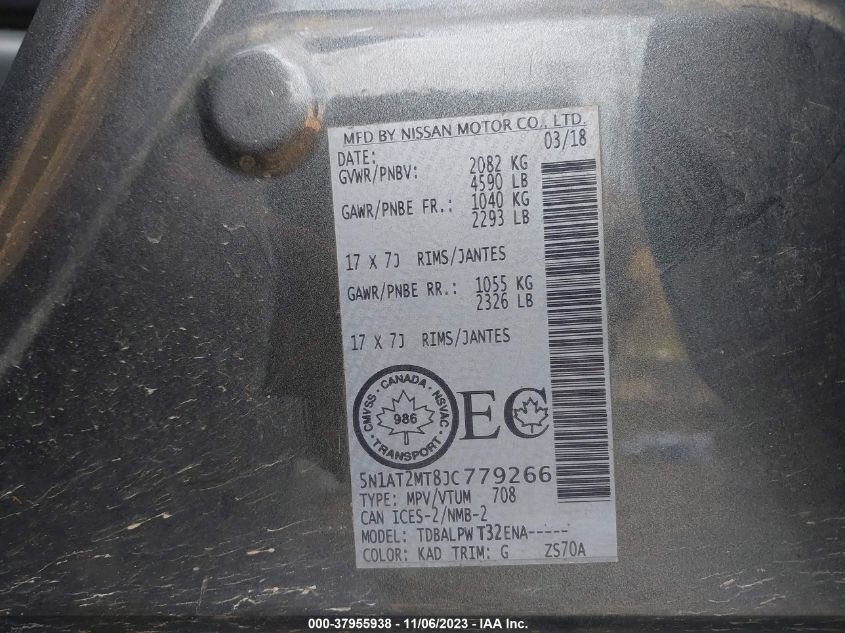 MFD BY NISSAN MOTOR CO., LTD.
DATE: 03/18
GVWR/PNBV: 2082 KG
4590 LB
GAWR/PNBE FR.: 1040 KG
2293 LB
17 X 7J RIMS/JANTES
GAWR/PNBE RR.: 1055 KG
2326 LB
17 X 7J RIMS/JANTES
CMVSS · CANADA · NSVAC · TRANSPORT
986
EC
5N1AT2MT8JC779266
TYPE: MPV/VTUM 708
CAN ICES-2/NMB-2
MODEL: TDBALPW T32ENA-----
COLOR: KAD TRIM: G ZS70A
000-37955938 - 11/06/2023 - IAA Inc.